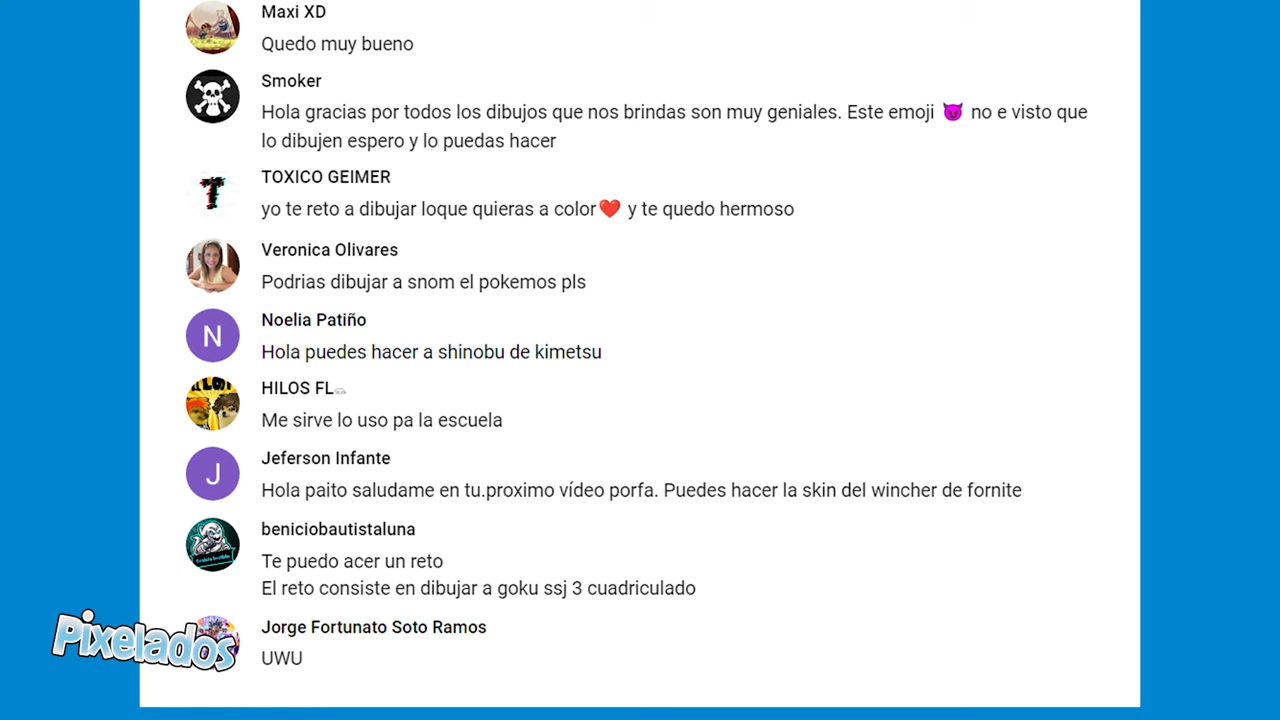 Maxi XD
Quedo muy bueno
Smoker
Hola gracias por todos los dibujos que nos brindas son muy geniales. Este emoji 😈 no e visto que
lo dibujen espero y lo puedas hacer
TOXICO GEIMER
yo te reto a dibujar loque quieras a color❤️ y te quedo hermoso
Veronica Olivares
Podrias dibujar a snom el pokemos pls
N
Noelia Patiño
Hola puedes hacer a shinobu de kimetsu
HILOS FL
Me sirve lo uso pa la escuela
J
Jeferson Infante
Hola paito saludame en tu.proximo vídeo porfa. Puedes hacer la skin del wincher de fornite
beniciobautistaluna
Te puedo acer un reto
El reto consiste en dibujar a goku ssj 3 cuadriculado
Pixelados
Jorge Fortunato Soto Ramos
UWU